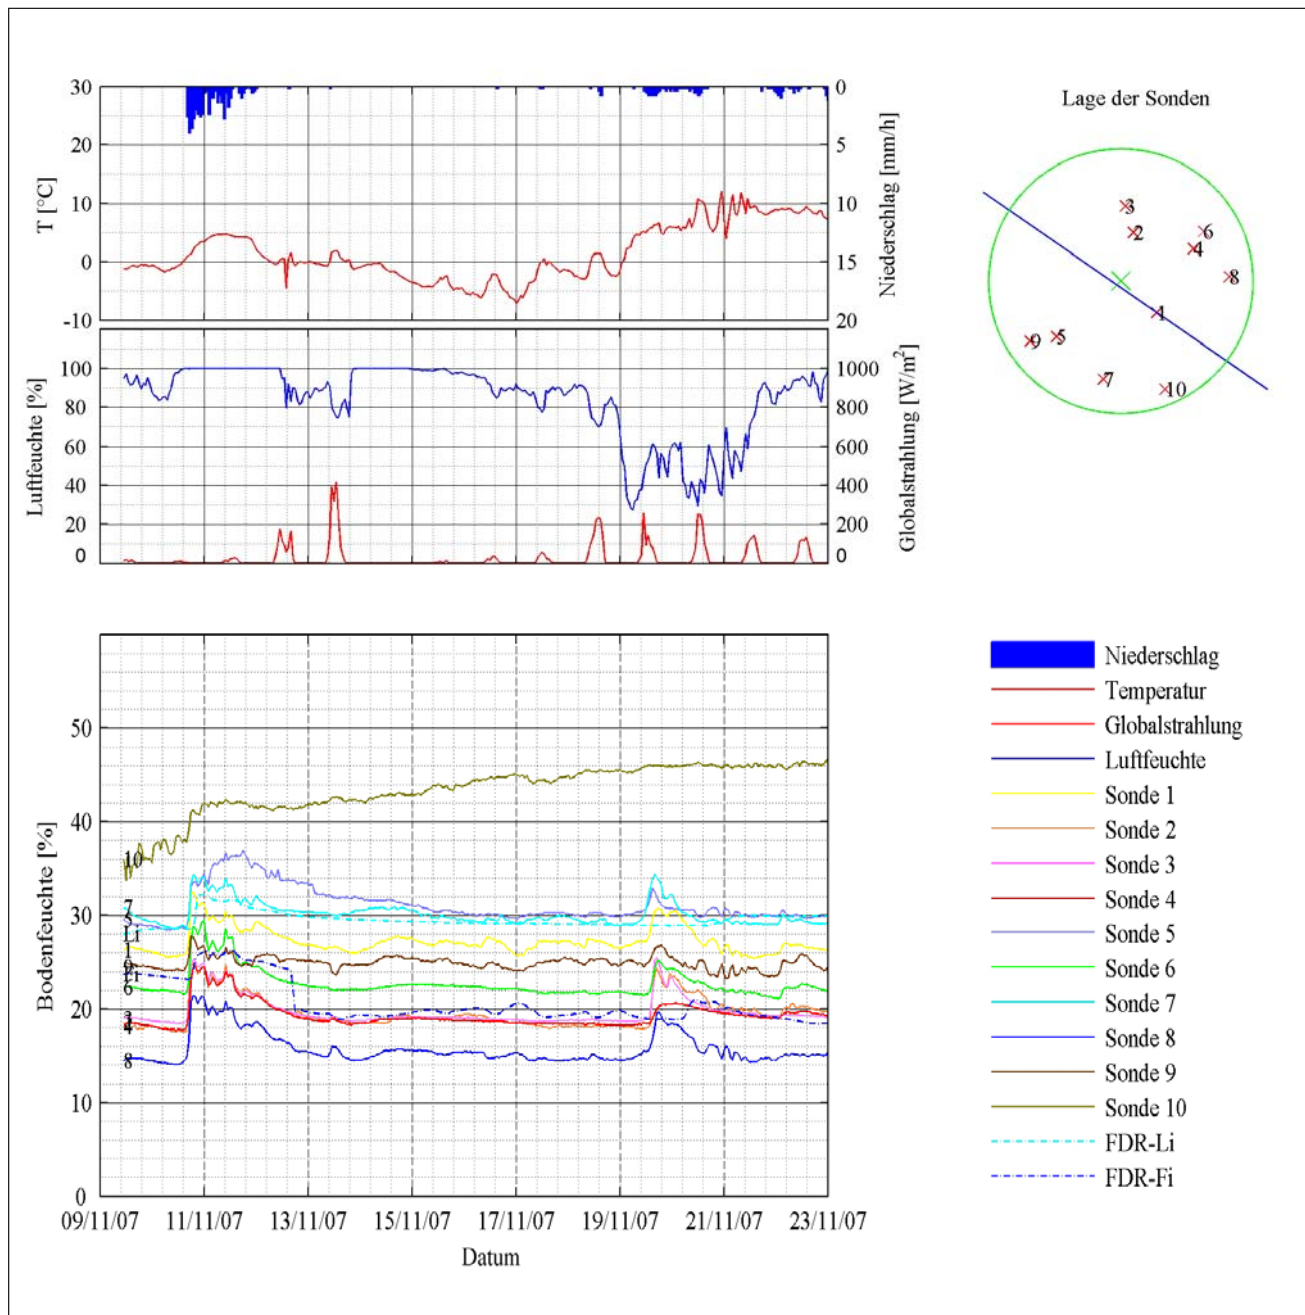 30
20
10
0
-10
T [°C]
0
5
10
15
20
Niederschlag [mm/h]
Lage der Sonden
3
2
6
4
8
1
9
5
7
10
100
80
60
40
20
0
Luftfeuchte [%]
1000
800
600
400
200
0
Globalstrahlung [W/m²]
50
40
30
20
10
0
Bodenfeuchte [%]
10
7
5
Li
1
9
Fi
6
3
4
8
09/11/07 11/11/07 13/11/07 15/11/07 17/11/07 19/11/07 21/11/07 23/11/07
Datum
Niederschlag
Temperatur
Globalstrahlung
Luftfeuchte
Sonde 1
Sonde 2
Sonde 3
Sonde 4
Sonde 5
Sonde 6
Sonde 7
Sonde 8
Sonde 9
Sonde 10
FDR-Li
FDR-Fi